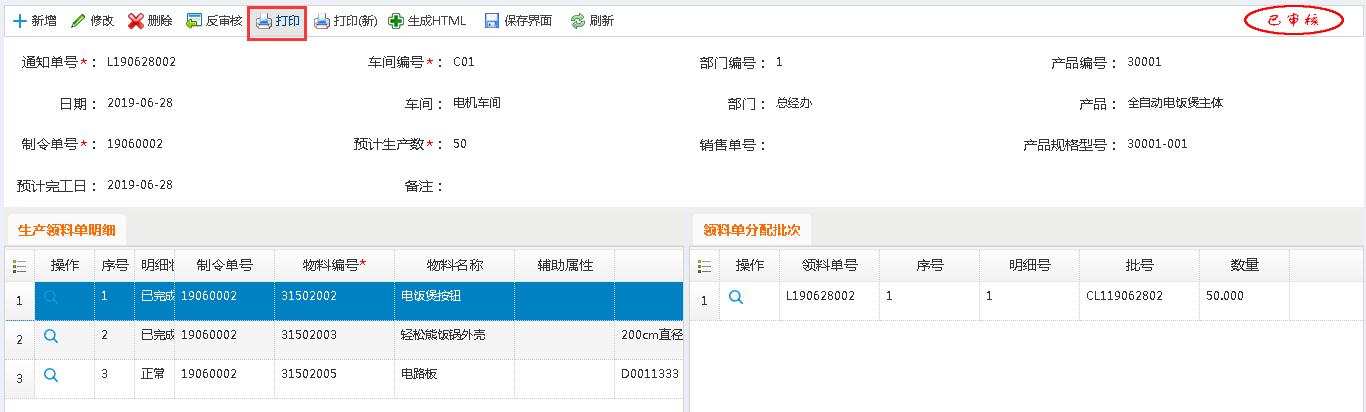 新增 修改 删除 反审核 打印 打印(新) 生成HTML 保存界面 刷新 已审核
通知单号*： L190628002 车间编号*： C01 部门编号： 1 产品编号： 30001
日期： 2019-06-28 车间： 电机车间 部门： 总经办 产品： 全自动电饭煲主体
制令单号*： 19060002 预计生产数*： 50 销售单号： 产品规格型号： 30001-001
预计完工日： 2019-06-28 备注：
生产领料单明细 领料单分配批次
操作 序号 明细状 制令单号 物料编号* 物料名称 辅助属性 操作 领料单号 序号 明细号 批号 数量
1 1 已完成 19060002 31502002 电饭煲按钮 1 L190628002 1 1 CL119062802 50.000
2 2 已完成 19060002 31502003 轻松熊饭锅外壳 200cm直径
3 3 正常 19060002 31502005 电路板 D0011333